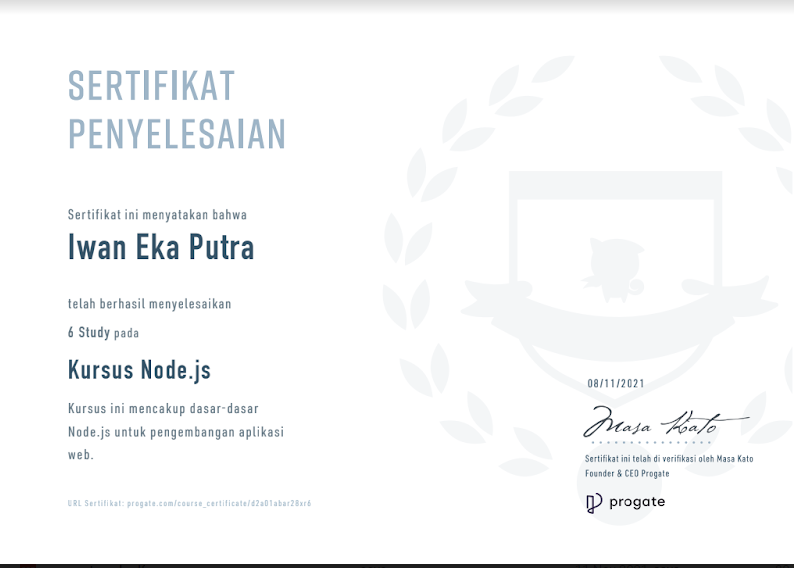 SERTIFIKAT
PENYELESAIAN
Sertifikat ini menyatakan bahwa
Iwan Eka Putra
telah berhasil menyelesaikan
6 Study pada
Kursus Node.js
Kursus ini mencakup dasar-dasar
Node.js untuk pengembangan aplikasi
web.
URL Sertifikat: progate.com/course_certificate/d2a01abar28xr6
08/11/2021
Masa Kato
Sertifikat ini telah di verifikasi oleh Masa Kato
Founder & CEO Progate
progate